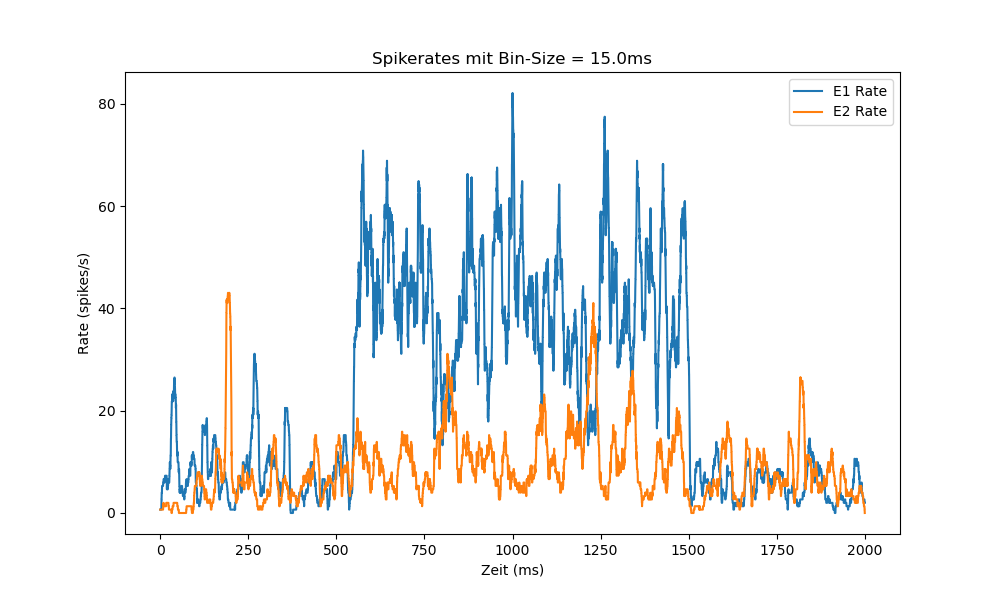 Spikerates mit Bin-Size = 15.0ms
E1 Rate
E2 Rate
80
60
40
20
0
Rate (spikes/s)
0 250 500 750 1000 1250 1500 1750 2000
Zeit (ms)